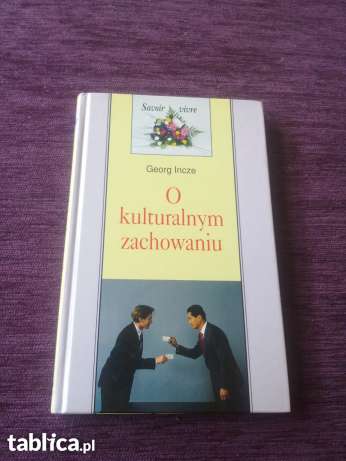 Savoir vivre
Georg Incze
O
kulturalnym
zachowaniu
tablica.pl